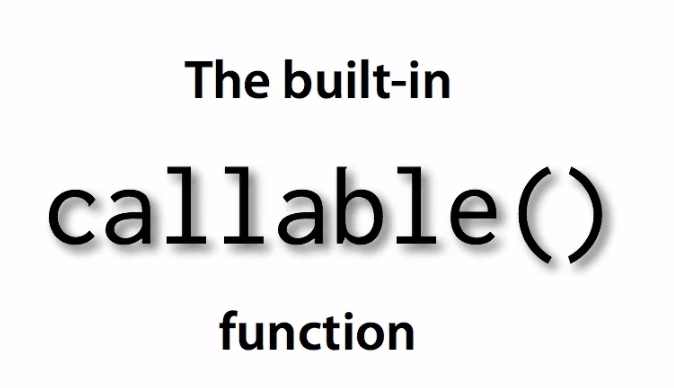 The built-in
callable()
function